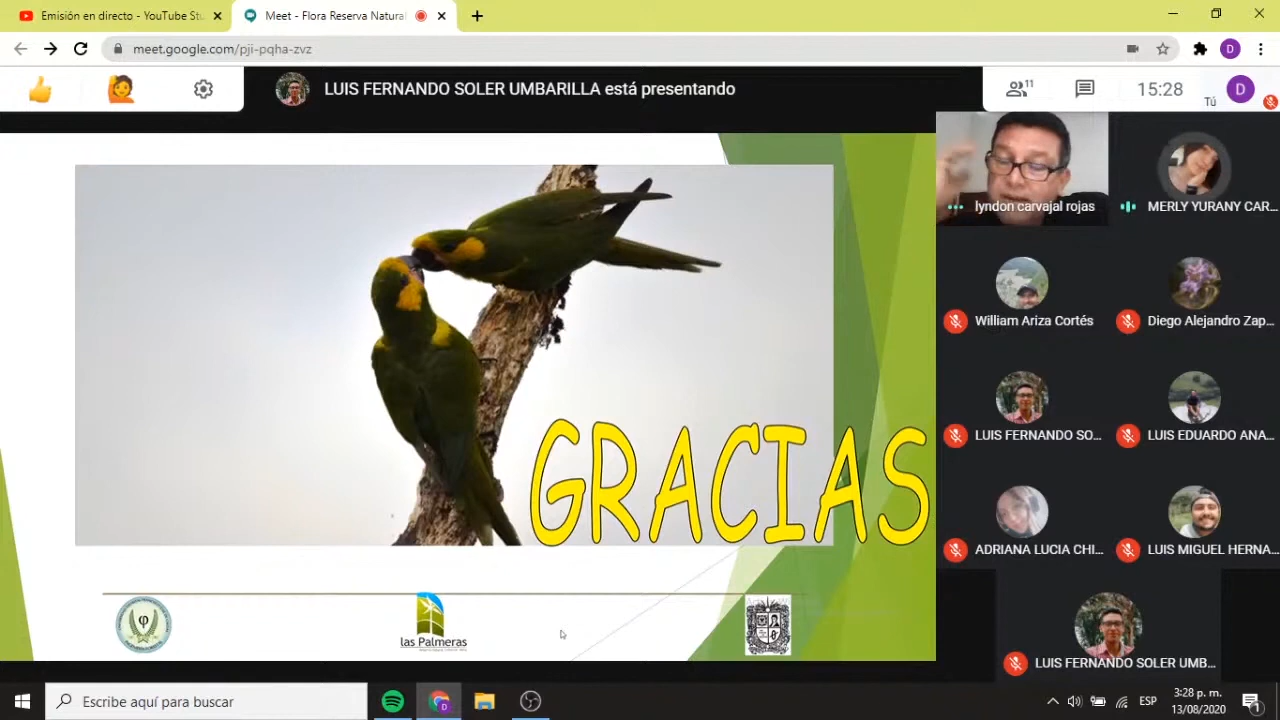 Emisión en directo - YouTube Stu
Meet - Flora Reserva Natural
meet.google.com/pji-pqha-zvz
LUIS FERNANDO SOLER UMBARILLA está presentando
11
15:28
Tú
D
lyndon carvajal rojas
MERLY YURANY CAR...
William Ariza Cortés
Diego Alejandro Zap...
LUIS FERNANDO SO...
LUIS EDUARDO ANA...
ADRIANA LUCIA CHI...
LUIS MIGUEL HERNA...
LUIS FERNANDO SOLER UMB...
GRACIAS
las Palmeras
Escribe aquí para buscar
ESP
3:28 p. m.
13/08/2020